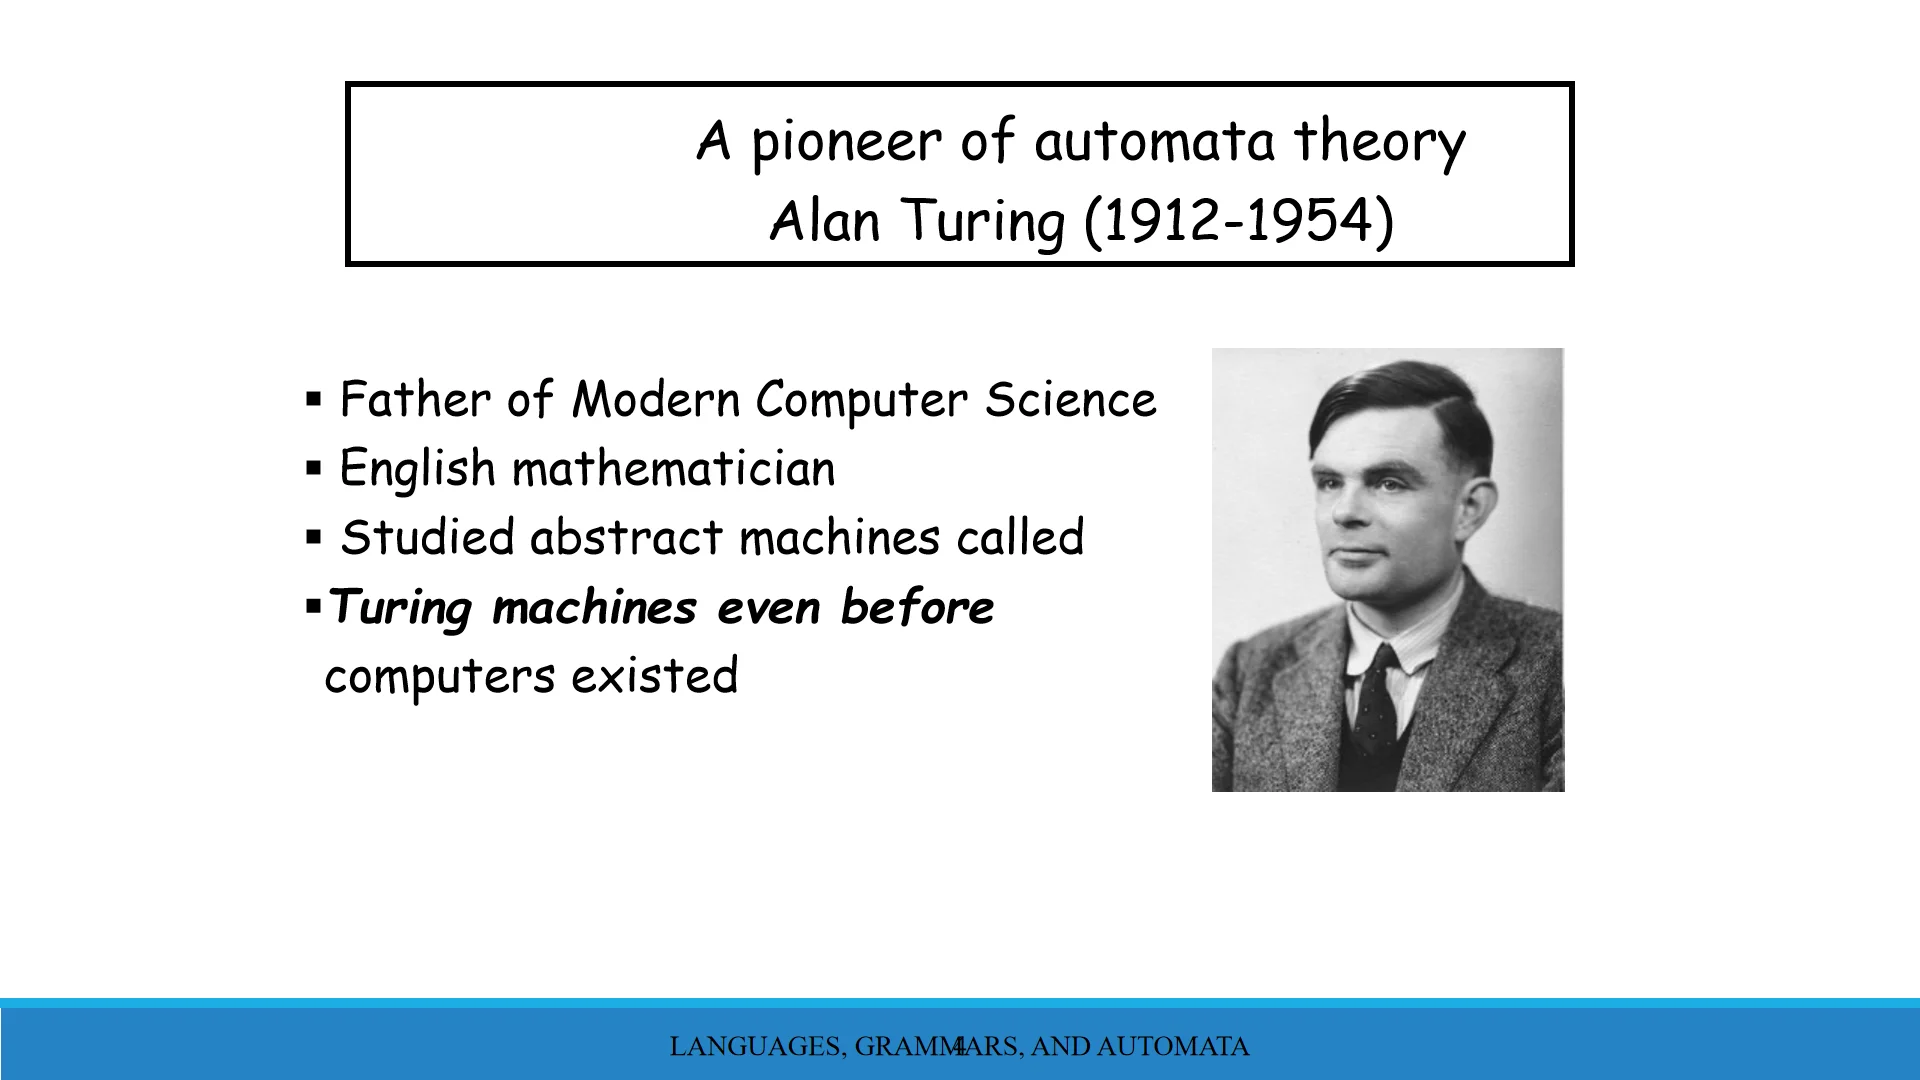 A pioneer of automata theory
Alan Turing (1912-1954)
▪ Father of Modern Computer Science
▪ English mathematician
▪ Studied abstract machines called
▪Turing machines even before
computers existed
LANGUAGES, GRAMMARS, AND AUTOMATA
4